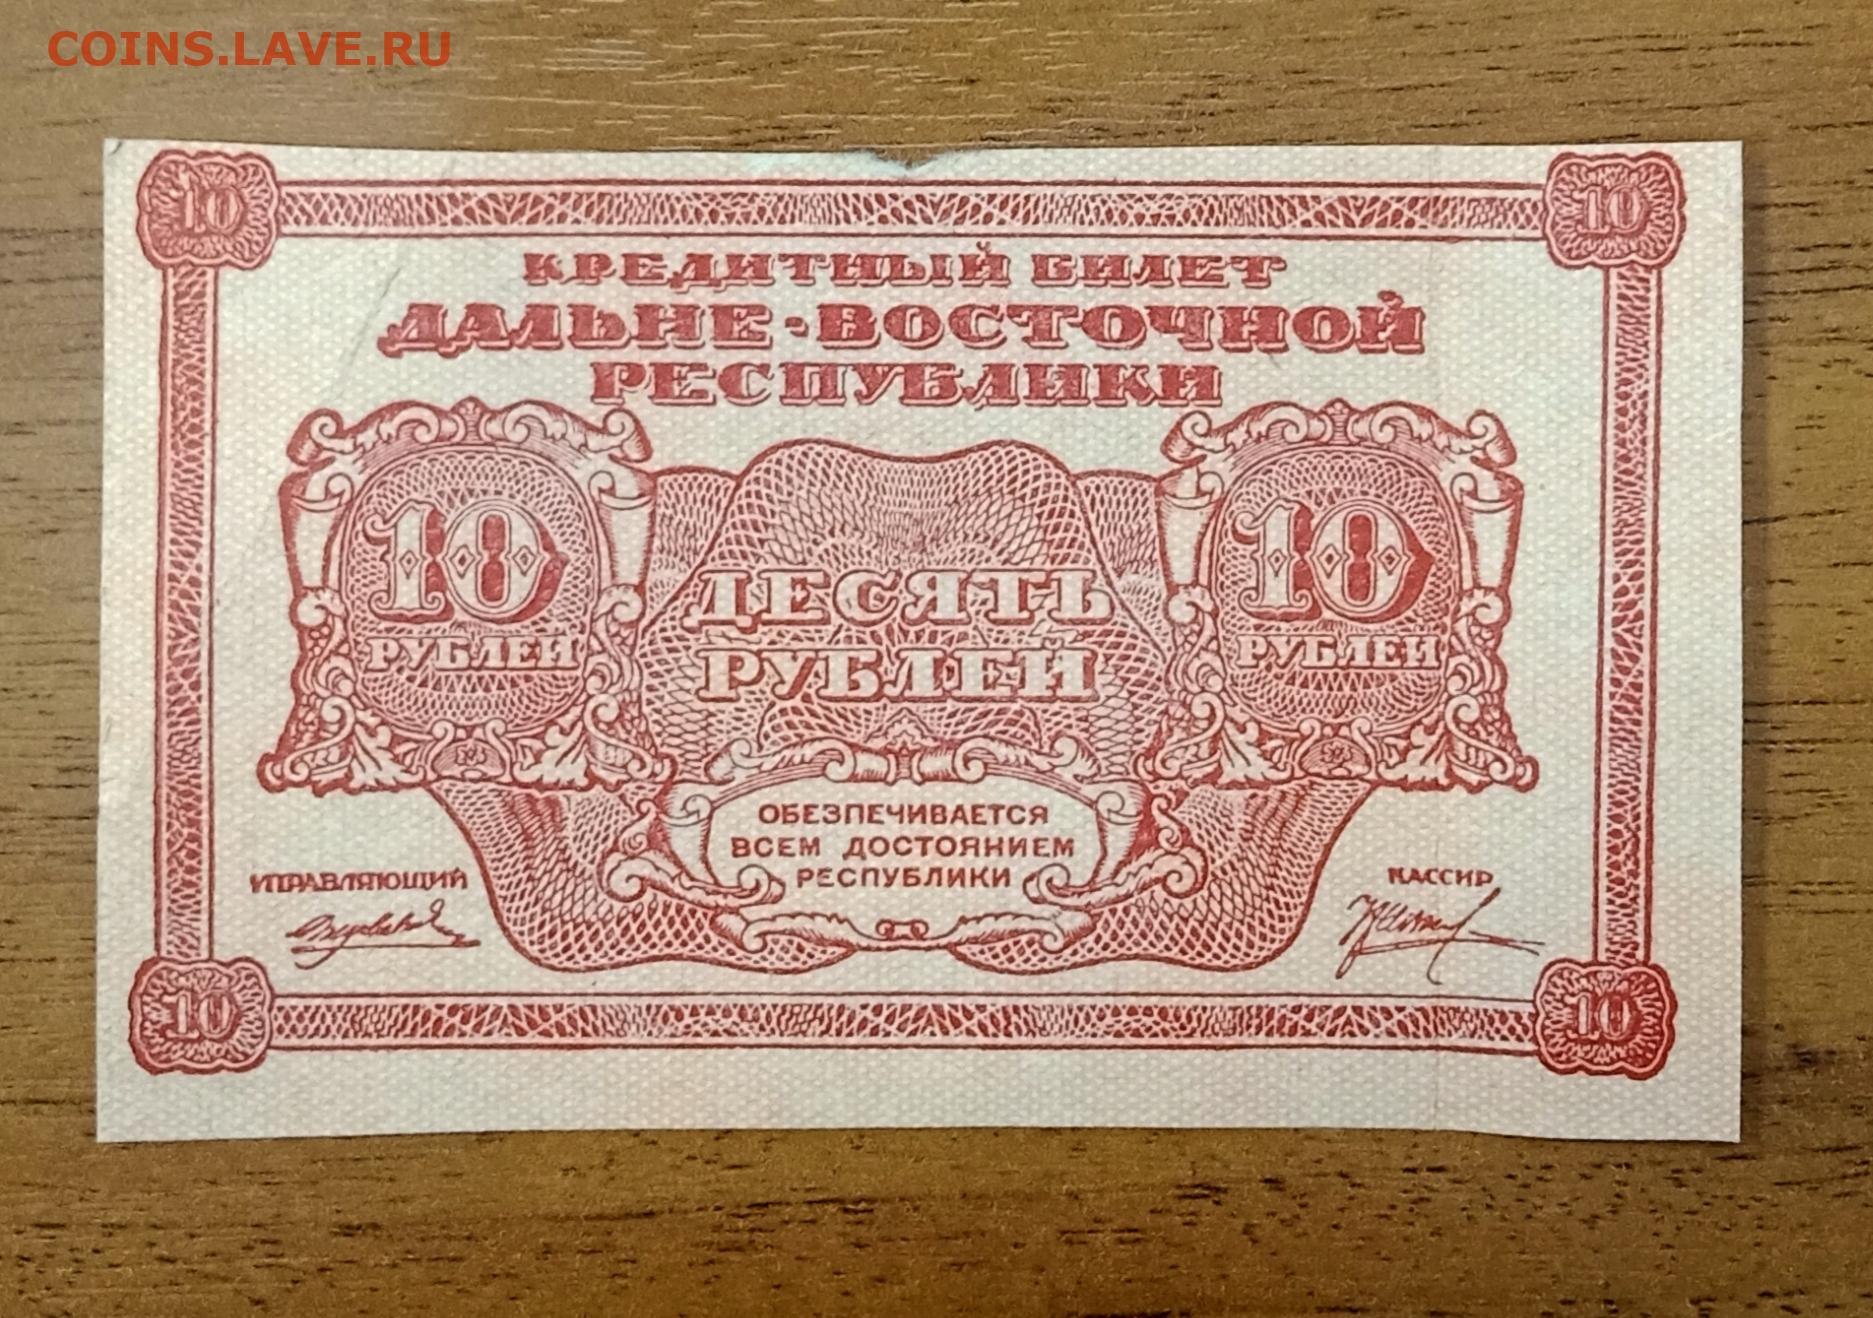 COINS.LAVE.RU
10
10
КРЕДИТНЫЙ БИЛЕТ
ДАЛЬНЕ-ВОСТОЧНОЙ
РЕСПУБЛИКИ
10
РУБЛЕЙ
ДЕСЯТЬ
РУБЛЕЙ
10
РУБЛЕЙ
ОБЕЗПЕЧИВАЕТСЯ
ВСЕМ ДОСТОЯНИЕМ
РЕСПУБЛИКИ
УПРАВЛЯЮЩИЙ
КАССИР
10
10